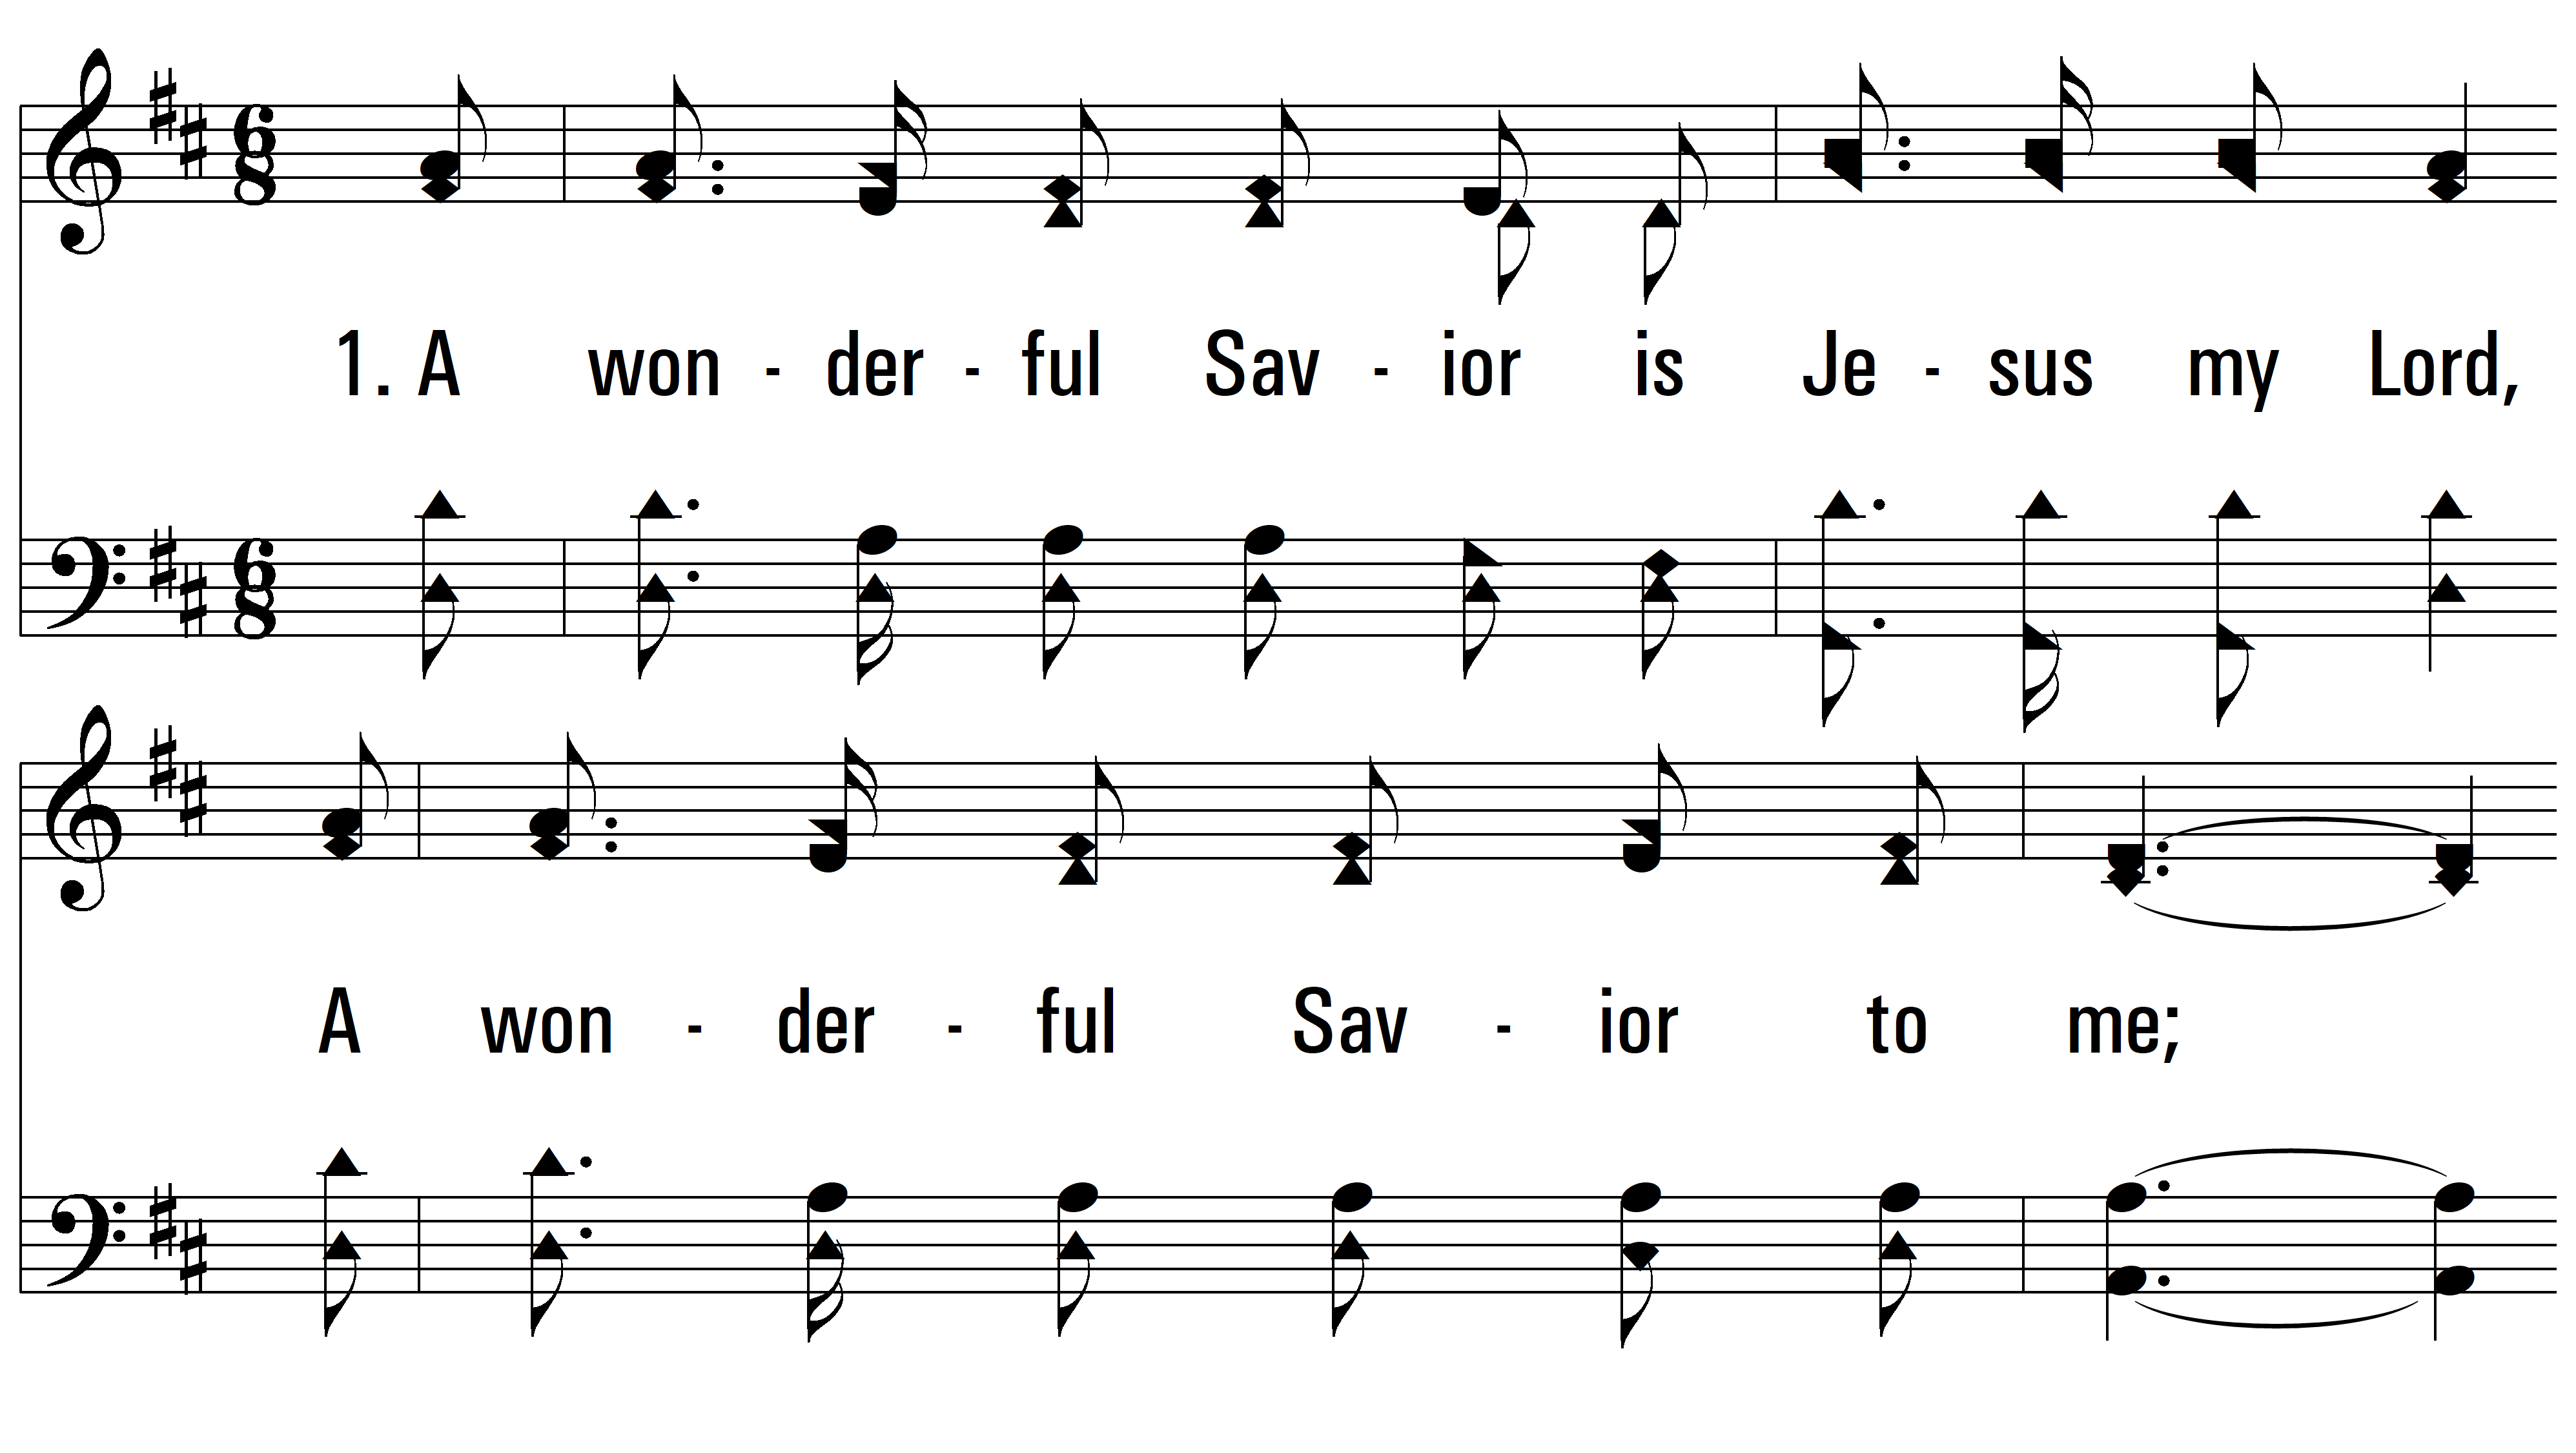 1. A won - der - ful Sav - ior is Je - sus my Lord,
A won - der - ful Sav - ior to me;